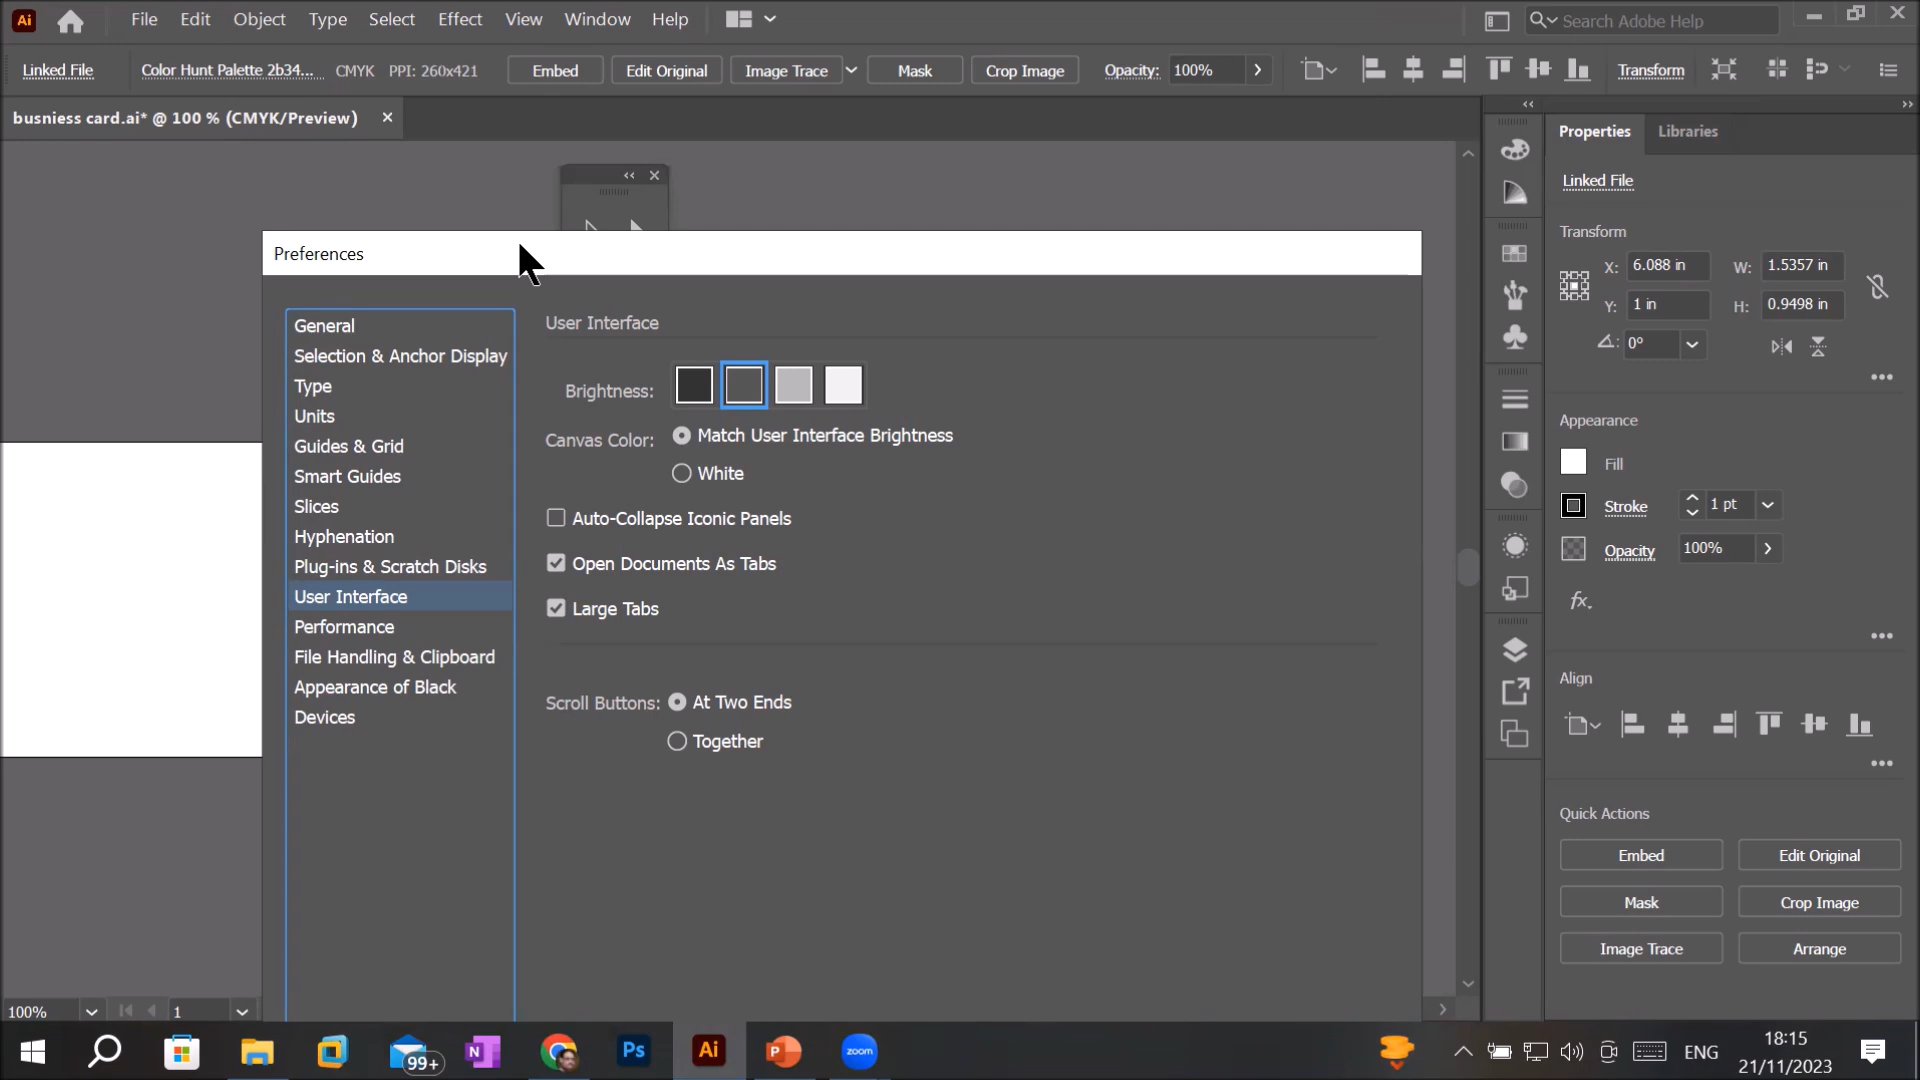 Ai File Edit Object Type Select Effect View Window Help Search Adobe Help
Linked File Color Hunt Palette 2b34... CMYK PPI: 260x421 Embed Edit Original Image Trace Mask Crop Image Opacity: 100% Transform
busniess card.ai* @ 100 % (CMYK/Preview)
Properties Libraries
Linked File
Transform
X: 6.088 in W: 1.5357 in
Y: 1 in H: 0.9498 in
0°
Preferences
General
Selection & Anchor Display
Type
Units
Guides & Grid
Smart Guides
Slices
Hyphenation
Plug-ins & Scratch Disks
User Interface
Performance
File Handling & Clipboard
Appearance of Black
Devices
User Interface
Brightness:
Canvas Color: Match User Interface Brightness
White
Auto-Collapse Iconic Panels
Open Documents As Tabs
Large Tabs
Scroll Buttons: At Two Ends
Together
Appearance
Fill
Stroke 1 pt
Opacity 100%
fx.
Align
Quick Actions
Embed Edit Original
Mask Crop Image
Image Trace Arrange
100% 1
99+ N Ps Ai P zoom ENG 18:15
21/11/2023